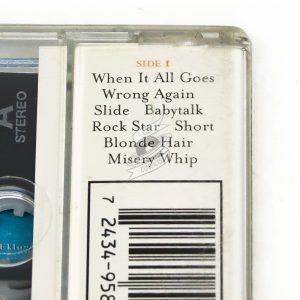 SIDE 1
When It All Goes
Wrong Again
Slide Babytalk
Rock Star Short
Blonde Hair
Misery Whip
A
STEREO
7 2434-958